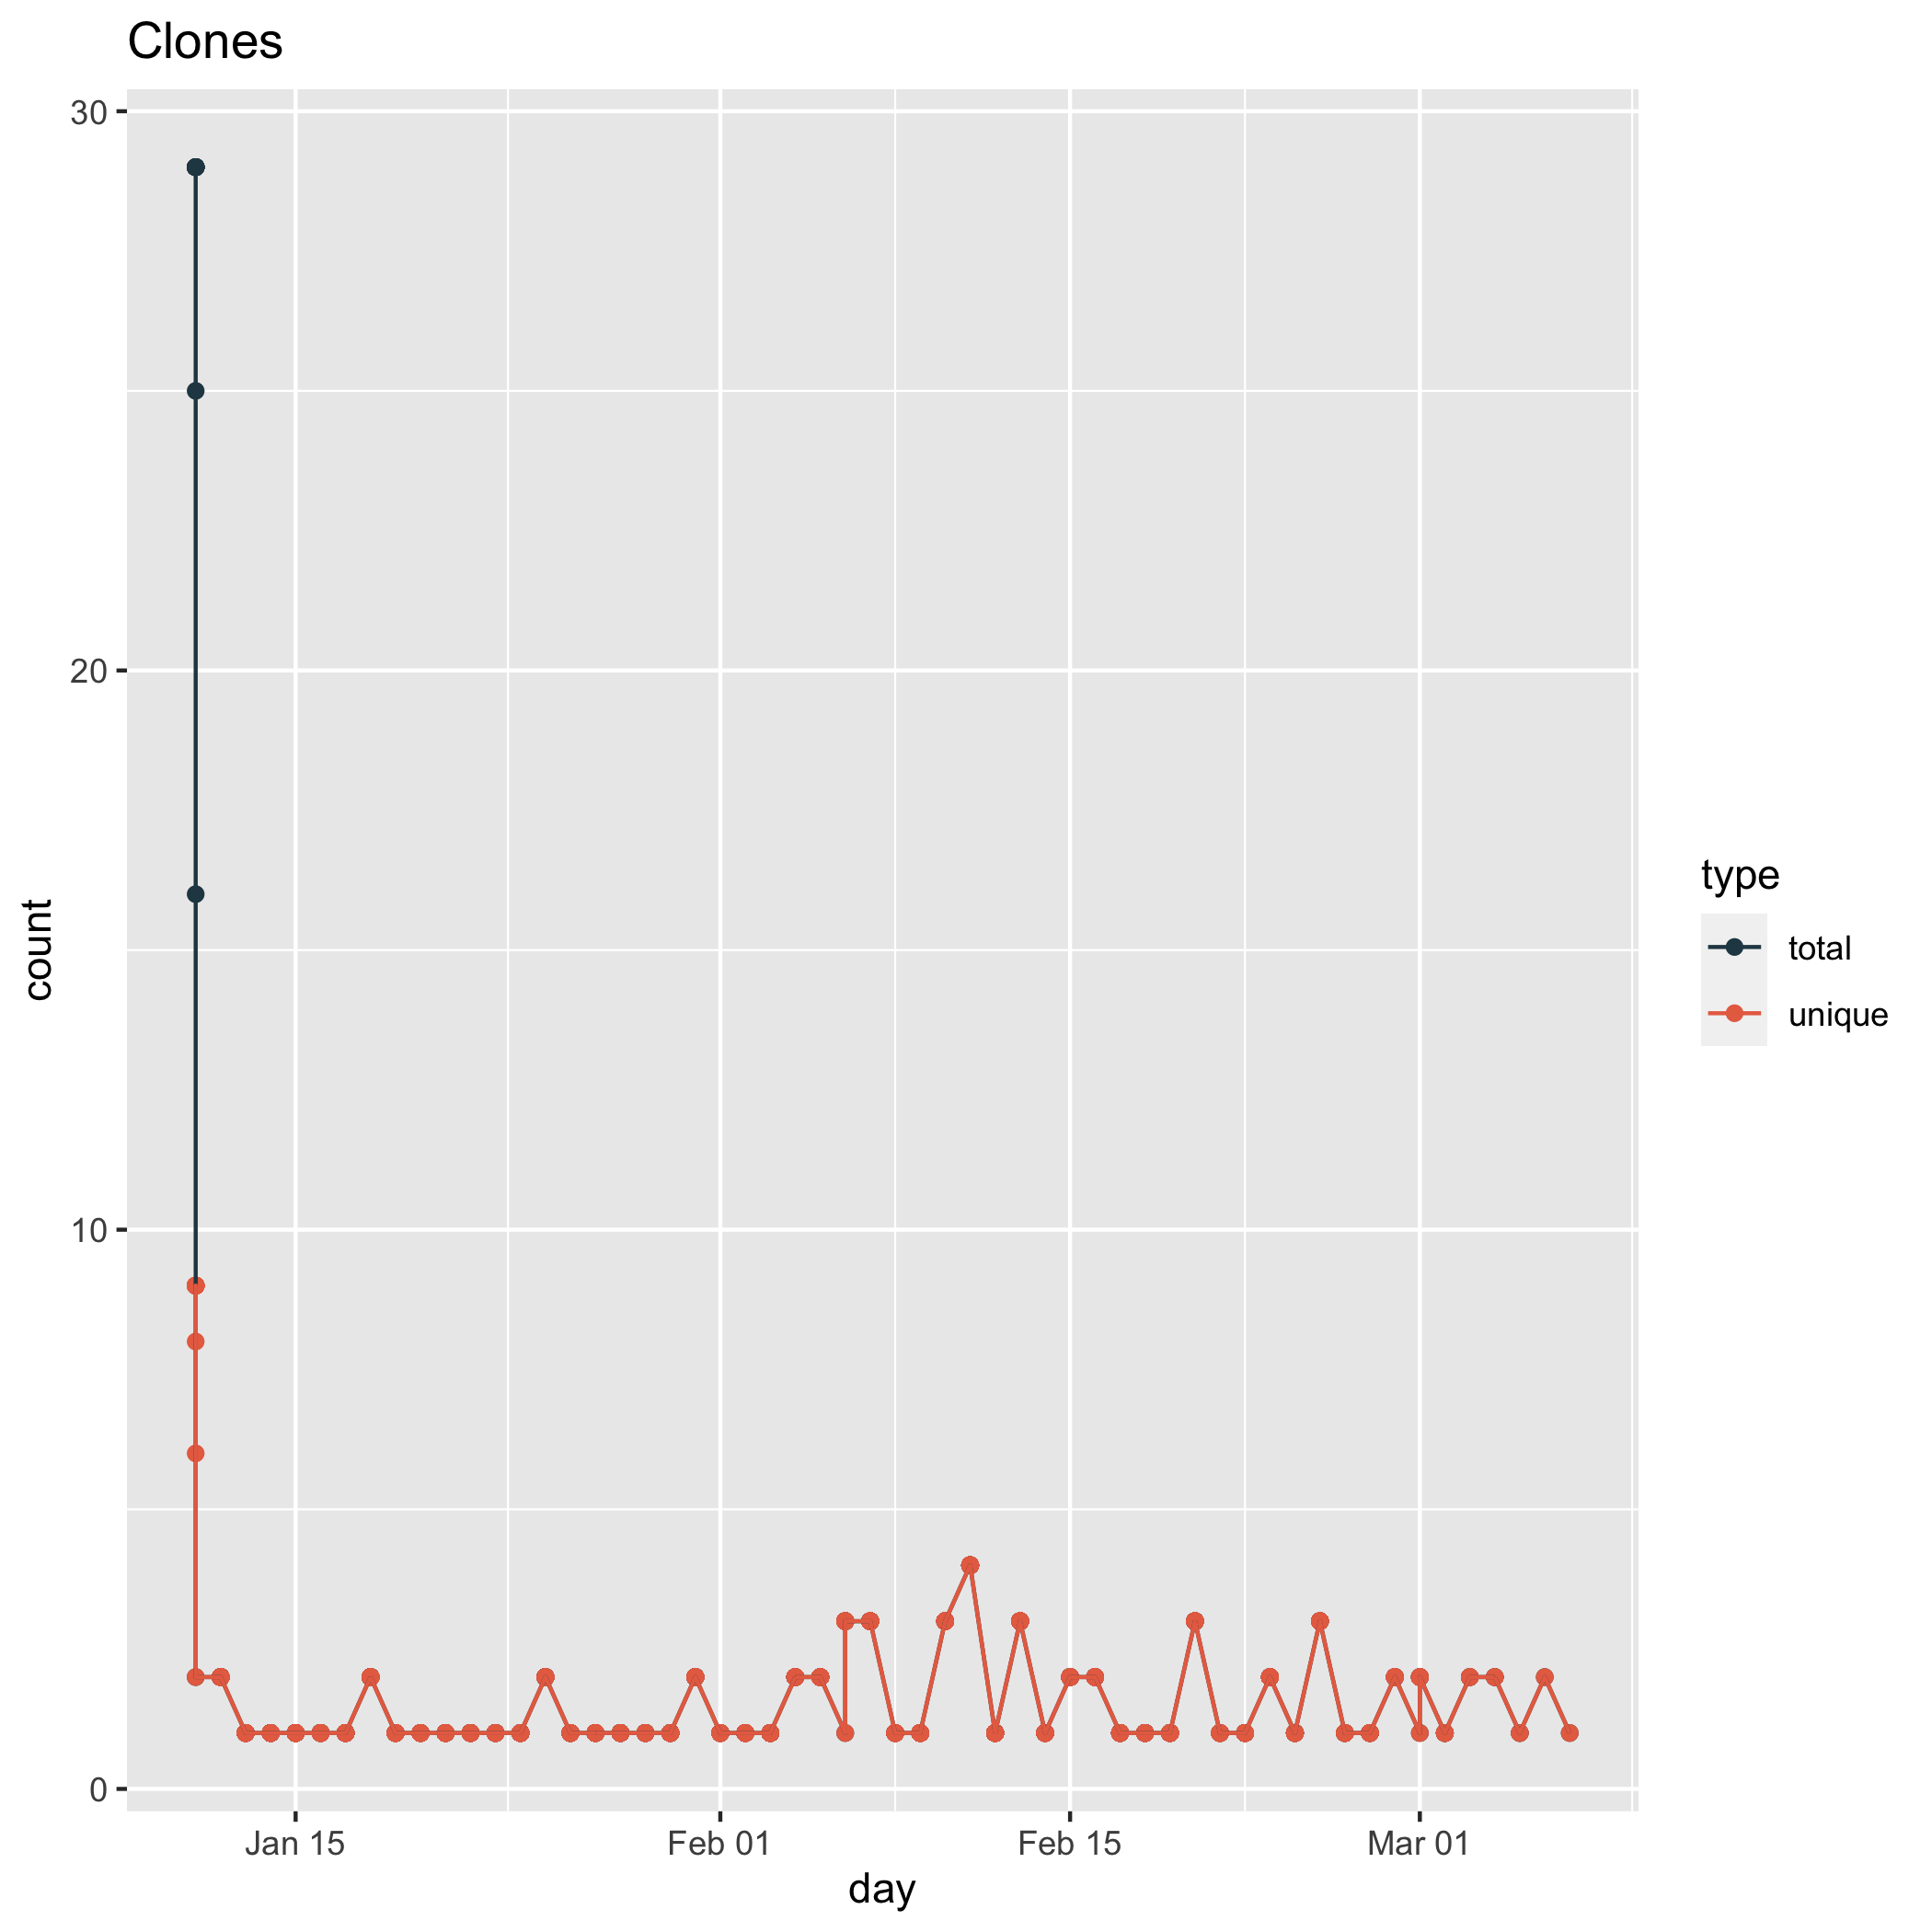 Clones
30
20
10
0
count
Jan 15
Feb 01
Feb 15
Mar 01
day
type
total
unique